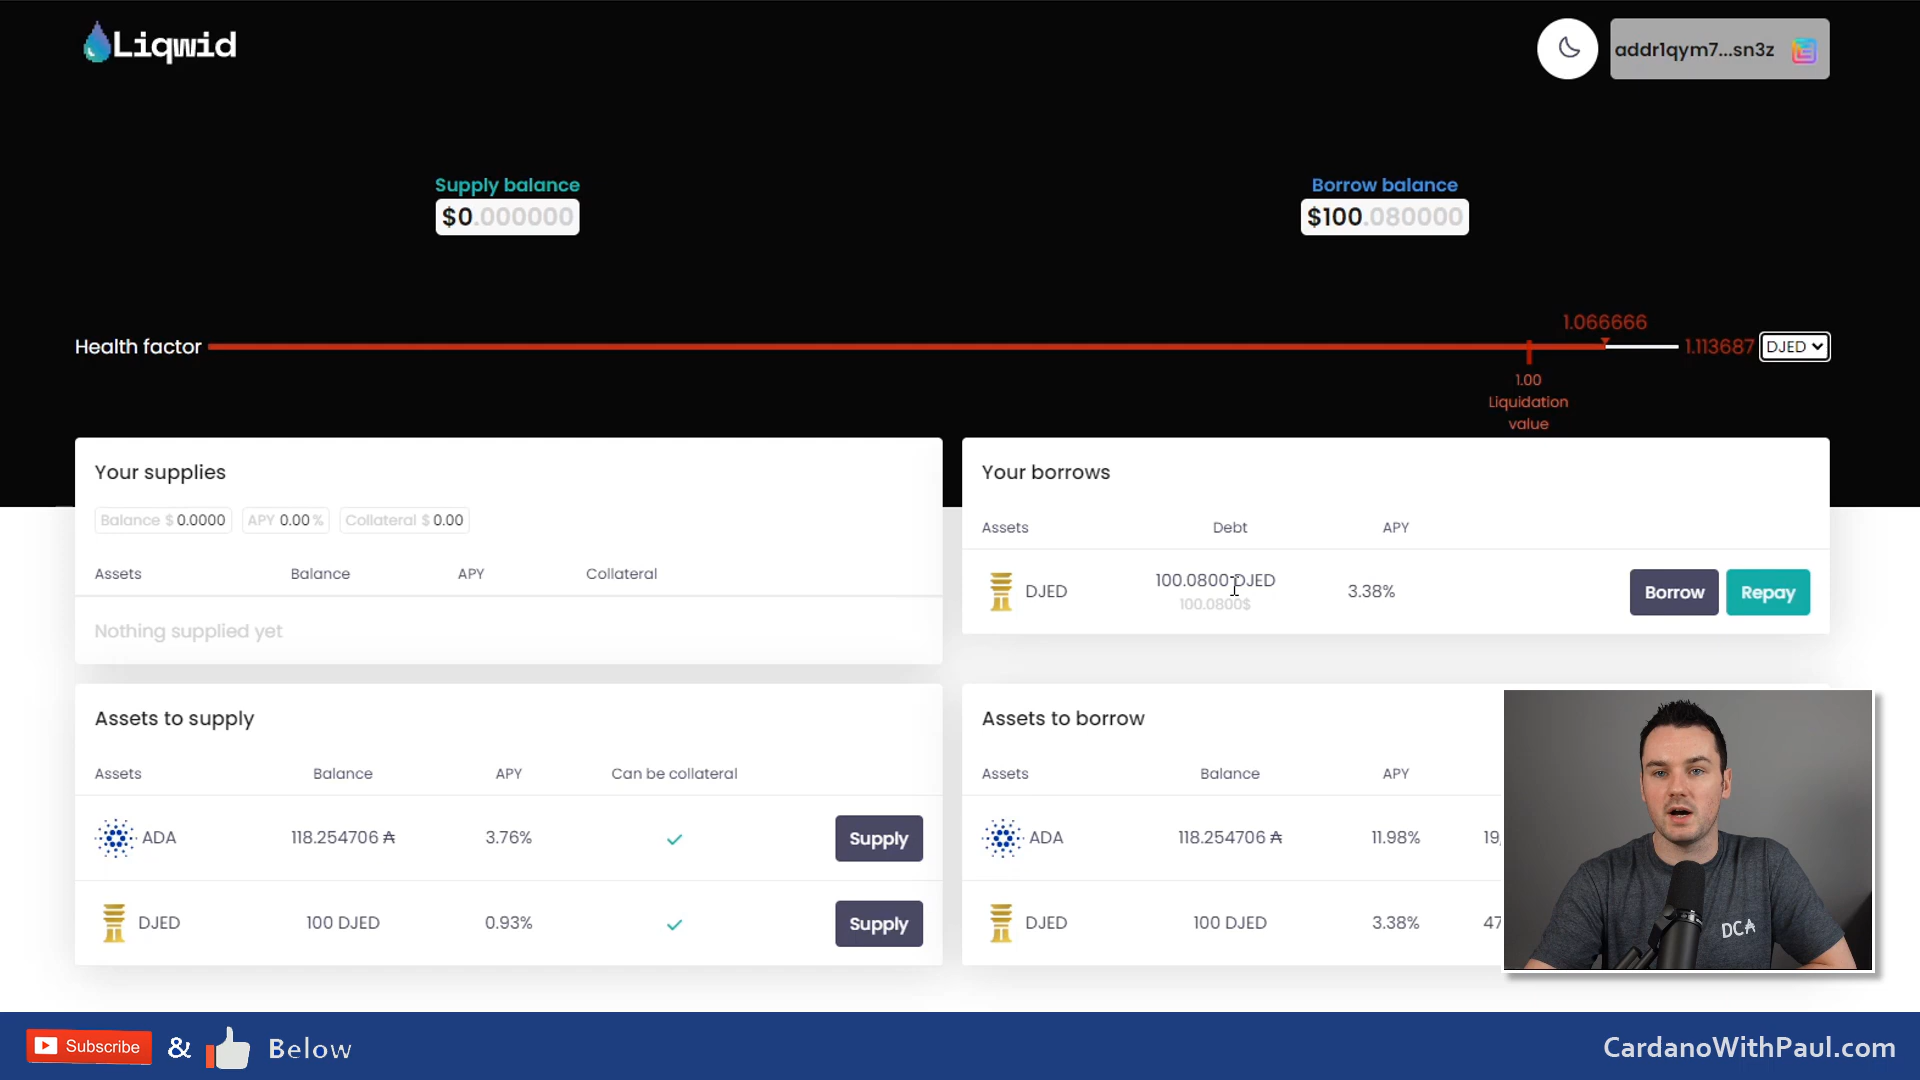 Liqwid
addr1qym7...sn3z
Supply balance
$0.000000
Borrow balance
$100.080000
Health factor
1.066666
1.113687
DJED
1.00
Liquidation
value
Your supplies
Balance $ 0.0000
APY 0.00 %
Collateral $ 0.00
Assets Balance APY Collateral
Nothing supplied yet
Your borrows
Assets Debt APY
DJED 100.0800 DJED 3.38% Borrow Repay
100.0800$
Assets to supply
Assets Balance APY Can be collateral
ADA 118.254706 ₳ 3.76% Supply
DJED 100 DJED 0.93% Supply
Assets to borrow
Assets Balance APY
ADA 118.254706 ₳ 11.98% 19,
DJED 100 DJED 3.38% 47
DCA
Subscribe & Below
CardanoWithPaul.com